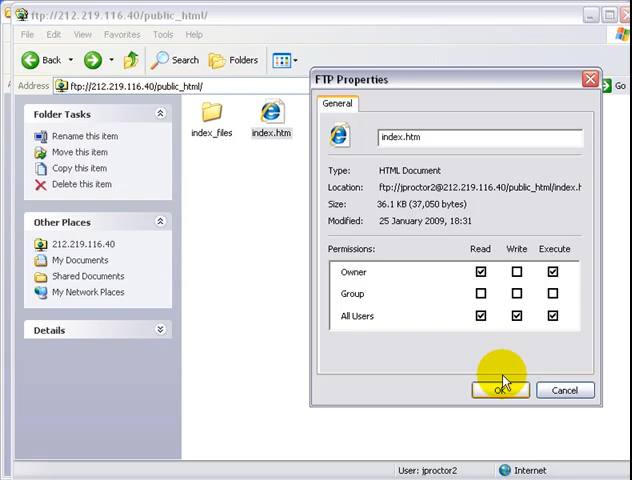 ftp://212.219.116.40/public_html/
File Edit View Favorites Tools Help
Back Search Folders
Address ftp://212.219.116.40/public_html/ Go
Folder Tasks
Rename this item
Move this item
Copy this item
Delete this item
Other Places
212.219.116.40
My Documents
Shared Documents
My Network Places
Details
index_files
index.htm
FTP Properties
General
index.htm
Type: HTML Document
Location: ftp://jproctor2@212.219.116.40/public_html/index.h
Size: 36.1 KB (37,050 bytes)
Modified: 25 January 2009, 18:31
Permissions: Read Write Execute
Owner
Group
All Users
OK Cancel
User: jproctor2 Internet